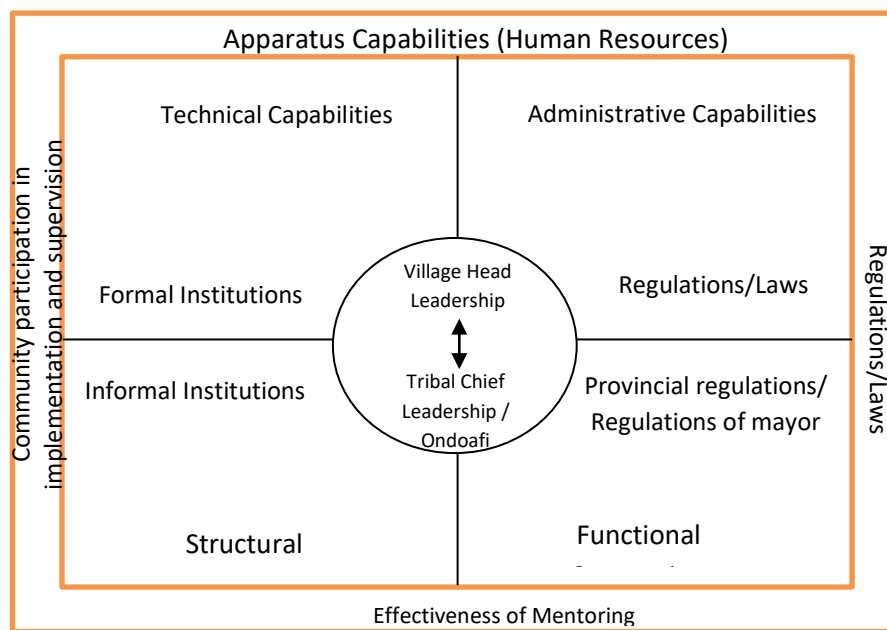 Apparatus Capabilities (Human Resources)
Technical Capabilities
Administrative Capabilities
Community participation in
implementation and supervision
Village Head
Leadership
Formal Institutions
Regulations/Laws
Regulations/Laws
Informal Institutions
Tribal Chief
Leadership /
Ondoafi
Provincial regulations/
Regulations of mayor
Structural
Functional
Effectiveness of Mentoring